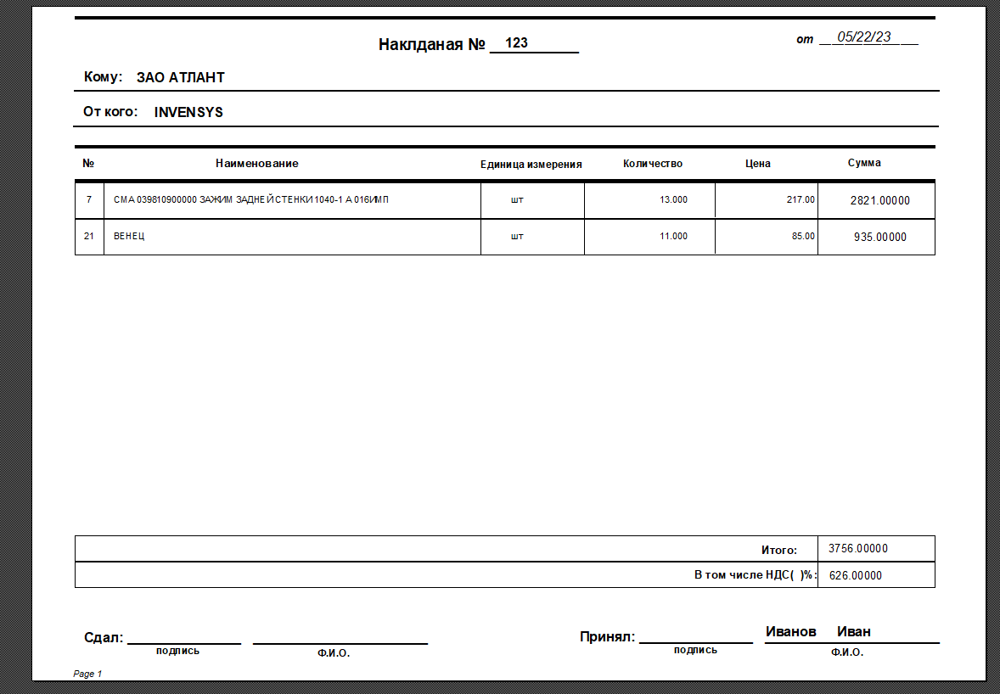 Наклданая № 123
от 05/22/23
Кому: ЗАО АТЛАНТ
От кого: INVENSYS
№ Наименование Единица измерения Количество Цена Сумма
7 СМА 039810900000 ЗАЖИМ ЗАДНЕЙ СТЕНКИ 1040-1 А 016ИМП шт 13.000 217.00 2821.00000
21 ВЕНЕЦ шт 11.000 85.00 935.00000
Итого: 3756.00000
В том числе НДС( )%: 626.00000
Сдал: Принял: Иванов Иван
подпись Ф.И.О. подпись Ф.И.О.
Page 1